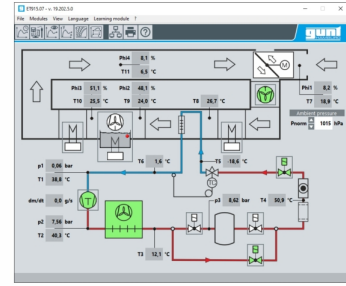 ET915.07 - v. 19.202.5.0
File Modules View Language Learning module ?
gunt
Phi4 8,1 %
T11 6,5 °C
Phi3 51,1 %
T10 25,5 °C
Phi2 48,1 %
T9 24,0 °C
T8 26,7 °C
Phi1 8,2 %
T7 18,9 °C
Ambient pressure
Pnorm 1015 hPa
M
M
M
M
p1 0,06 bar
T1 38,8 °C
T6 1,6 °C
T5 -18,6 °C
TC
dm/dt 0,0 g/s
p3 8,62 bar
T4 50,9 °C
p2 7,56 bar
T2 40,3 °C
T3 12,1 °C